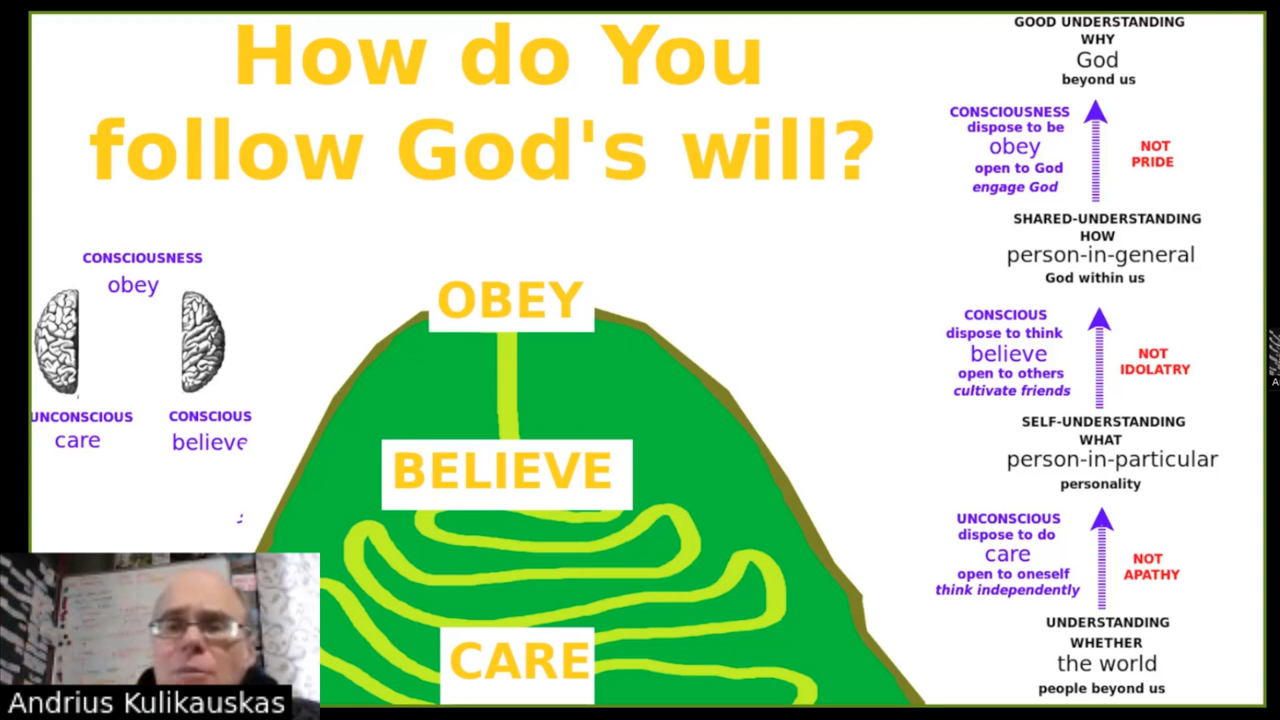 How do You
follow God's will?
CONSCIOUSNESS
obey
UNCONSCIOUS
care
CONSCIOUS
believe
OBEY
BELIEVE
CARE
GOOD UNDERSTANDING
WHY
God
beyond us
CONSCIOUSNESS
dispose to be
obey
open to God
engage God
NOT
PRIDE
SHARED-UNDERSTANDING
HOW
person-in-general
God within us
CONSCIOUS
dispose to think
believe
open to others
cultivate friends
NOT
IDOLATRY
SELF-UNDERSTANDING
WHAT
person-in-particular
personality
UNCONSCIOUS
dispose to do
care
open to oneself
think independently
NOT
APATHY
UNDERSTANDING
WHETHER
the world
people beyond us
Andrius Kulikauskas